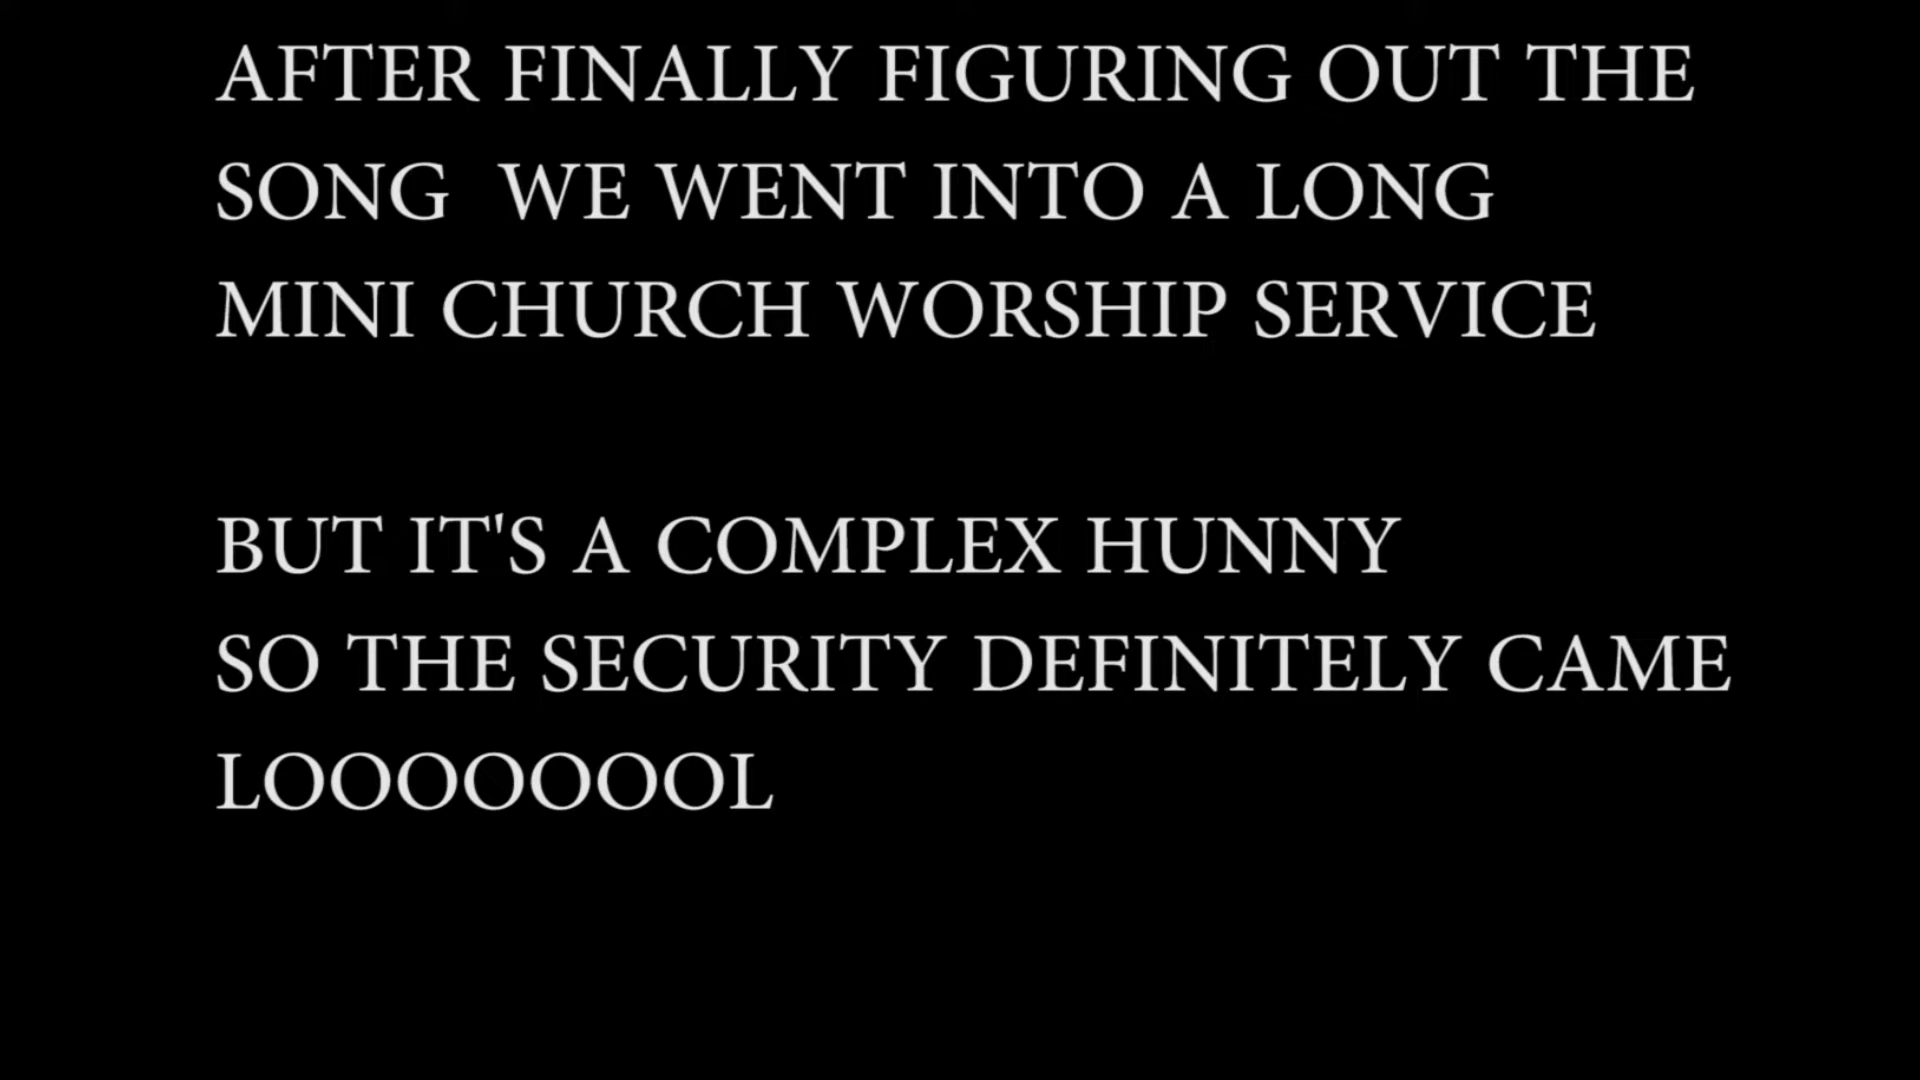 AFTER FINALLY FIGURING OUT THE
SONG  WE WENT INTO A LONG
MINI CHURCH WORSHIP SERVICE
BUT IT'S A COMPLEX HUNNY
SO THE SECURITY DEFINITELY CAME
LOOOOOOOL